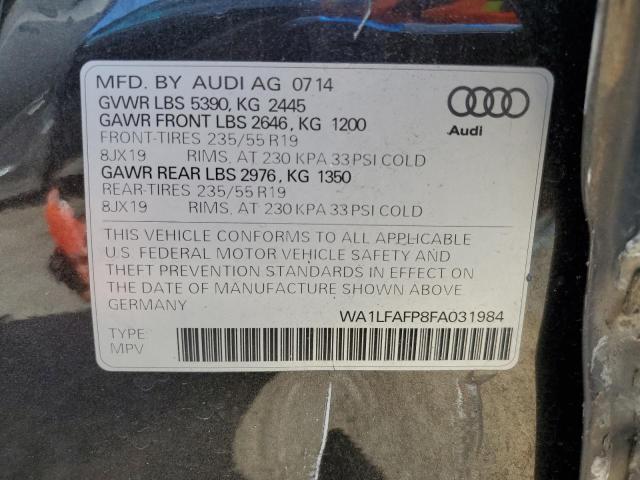 MFD. BY AUDI AG 0714
GVWR LBS 5390, KG 2445
GAWR FRONT LBS 2646, KG 1200
FRONT-TIRES 235/55 R19
8JX19 RIMS, AT 230 KPA 33 PSI COLD
GAWR REAR LBS 2976, KG 1350
REAR-TIRES 235/55 R19
8JX19 RIMS, AT 230 KPA 33 PSI COLD
Audi
THIS VEHICLE CONFORMS TO ALL APPLICABLE
U.S. FEDERAL MOTOR VEHICLE SAFETY AND
THEFT PREVENTION STANDARDS IN EFFECT ON
THE DATE OF MANUFACTURE SHOWN ABOVE
GERMANY
WA1LFAFP8FA031984
TYPE:
MPV